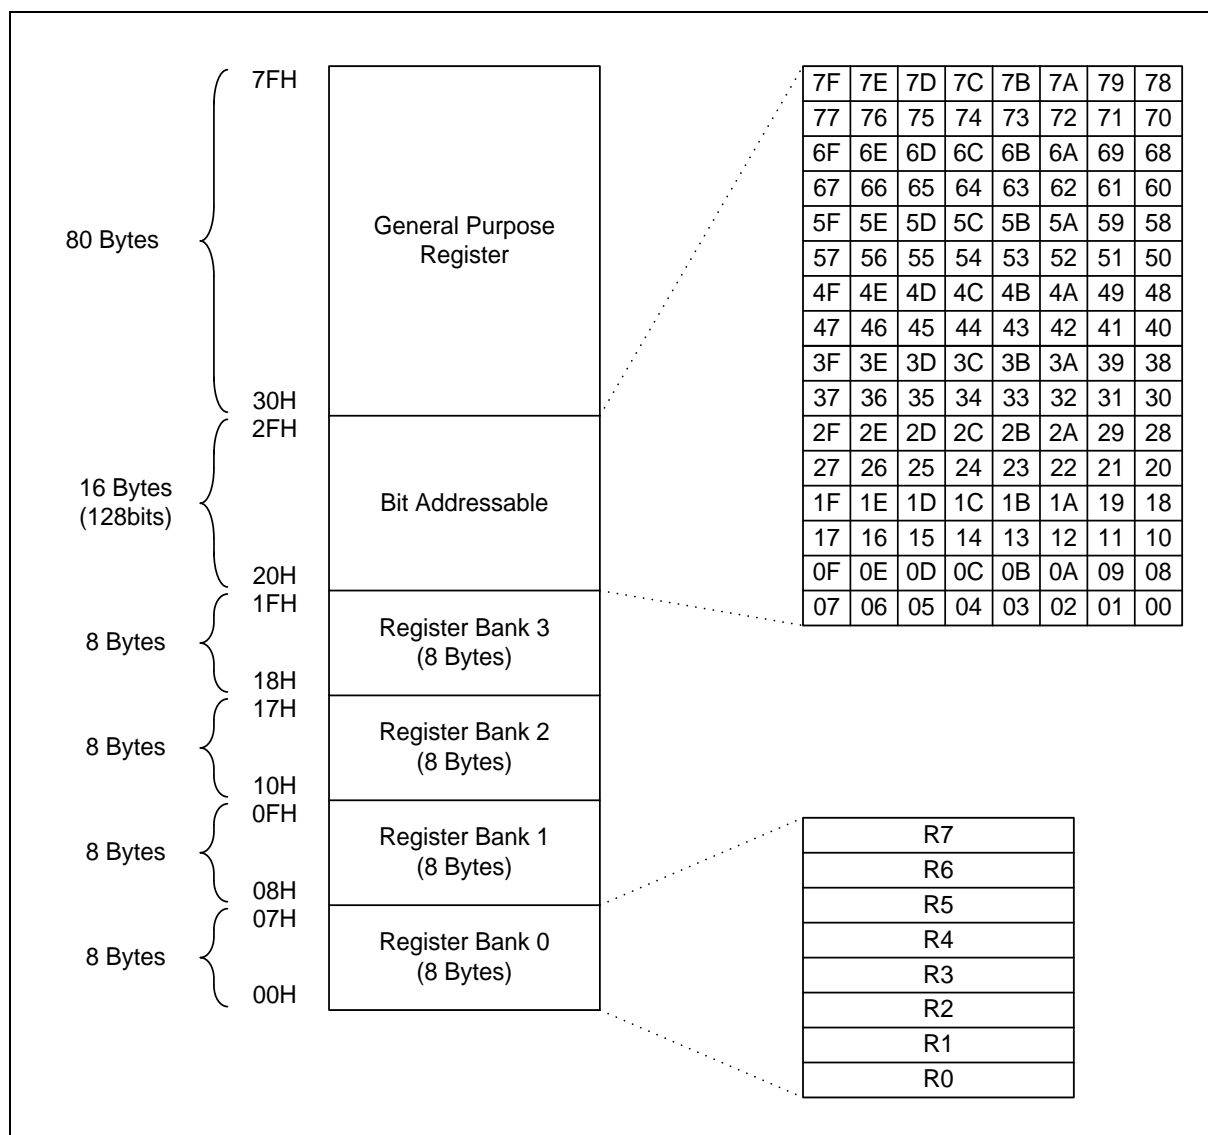 7FH
80 Bytes
General Purpose
Register
30H
2FH
16 Bytes
(128bits)
Bit Addressable
20H
1FH
8 Bytes
Register Bank 3
(8 Bytes)
18H
17H
8 Bytes
Register Bank 2
(8 Bytes)
10H
0FH
8 Bytes
Register Bank 1
(8 Bytes)
08H
07H
8 Bytes
Register Bank 0
(8 Bytes)
00H
7F 7E 7D 7C 7B 7A 79 78
77 76 75 74 73 72 71 70
6F 6E 6D 6C 6B 6A 69 68
67 66 65 64 63 62 61 60
5F 5E 5D 5C 5B 5A 59 58
57 56 55 54 53 52 51 50
4F 4E 4D 4C 4B 4A 49 48
47 46 45 44 43 42 41 40
3F 3E 3D 3C 3B 3A 39 38
37 36 35 34 33 32 31 30
2F 2E 2D 2C 2B 2A 29 28
27 26 25 24 23 22 21 20
1F 1E 1D 1C 1B 1A 19 18
17 16 15 14 13 12 11 10
0F 0E 0D 0C 0B 0A 09 08
07 06 05 04 03 02 01 00
R7
R6
R5
R4
R3
R2
R1
R0